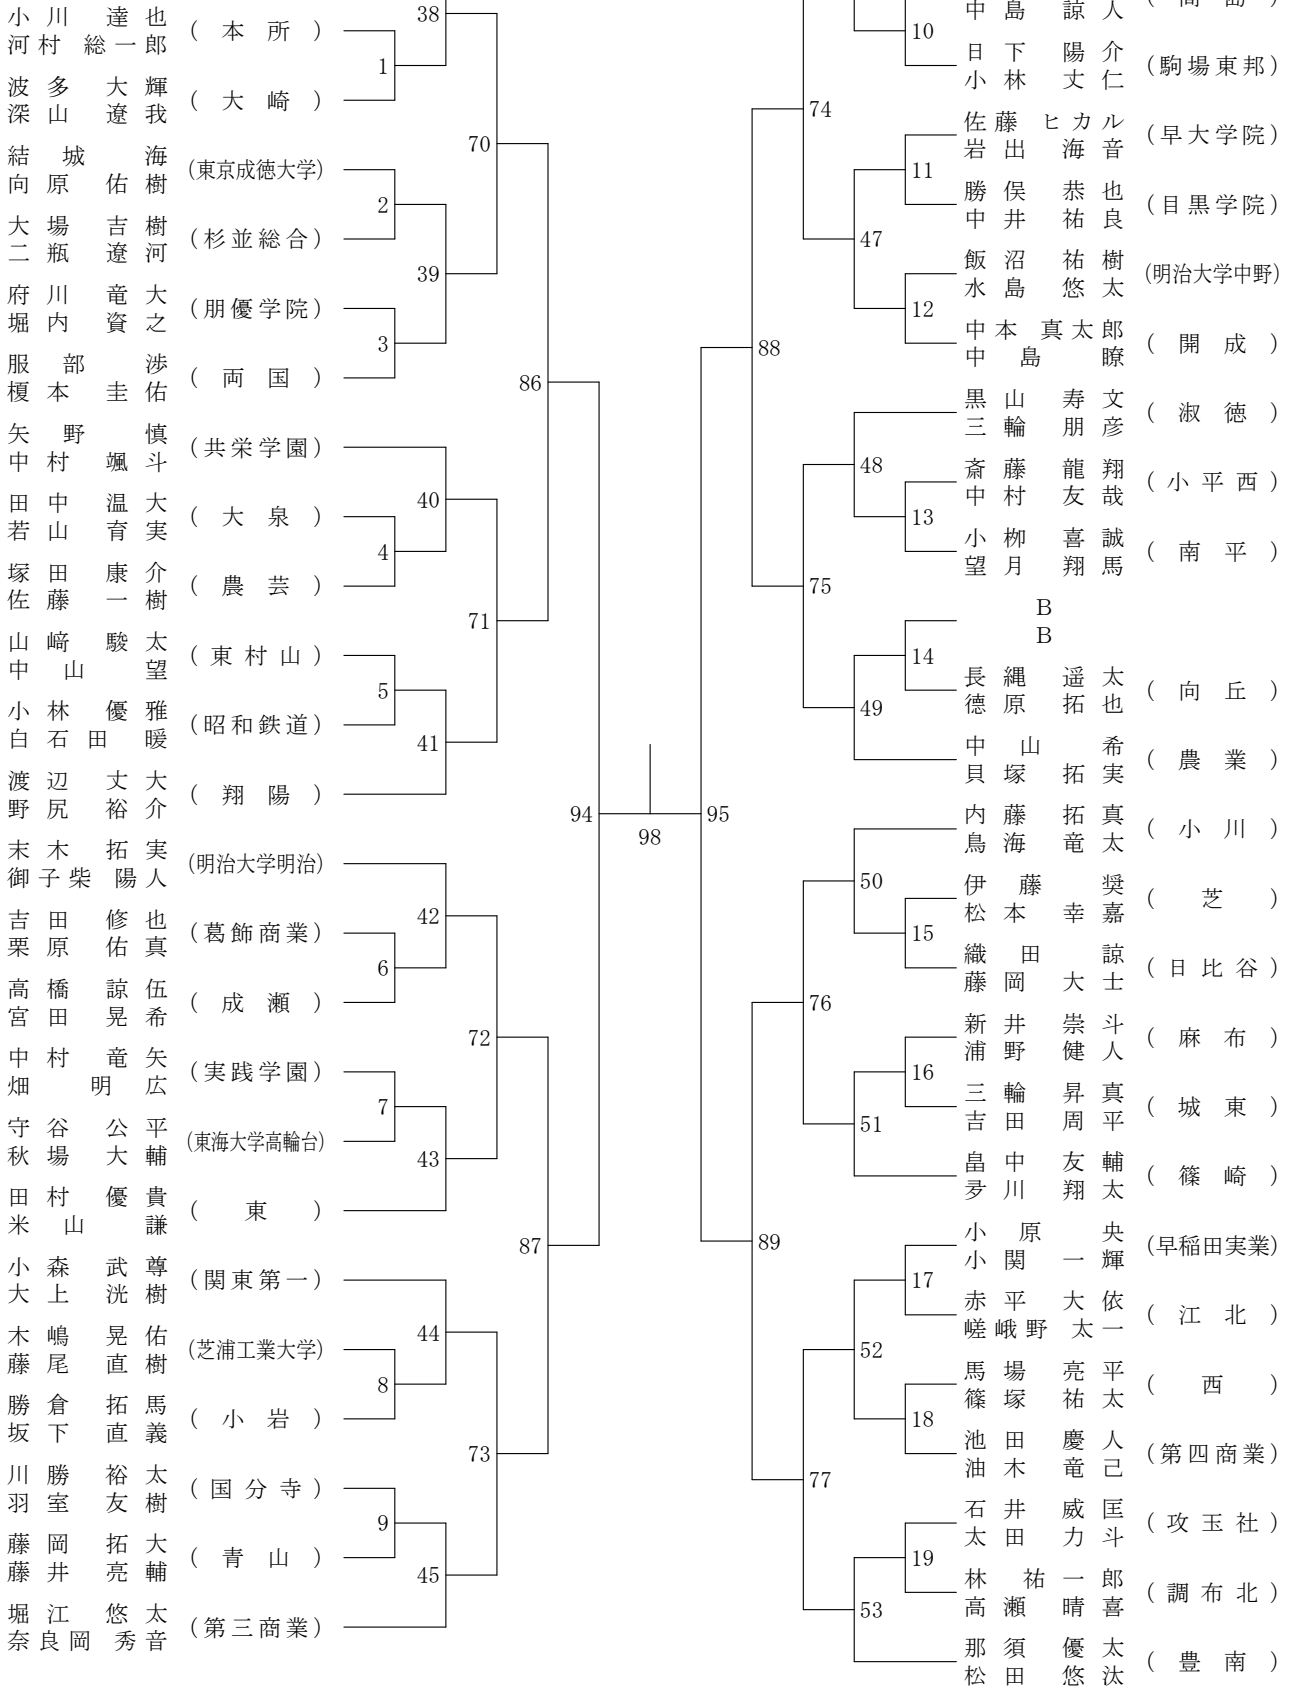 小川 達也
河村 総一郎
(本所)
波多 大輝
深山 遼我
(大崎)
結城 海
向原 佑樹
(東京成徳大学)
大場 吉樹
二瓶 遼河
(杉並総合)
府川 竜大
堀内 資之
(朋優学院)
服部 渉
榎本 圭佑
(両国)
矢野 慎
中村 颯斗
(共栄学園)
田中 温大
若山 育実
(大泉)
塚田 康介
佐藤 一樹
(農芸)
山﨑 駿太
中山 望
(東村山)
小林 優雅
白石田 暖
(昭和鉄道)
渡辺 丈大
野尻 裕介
(翔陽)
末木 拓実
御子柴 陽人
(明治大学明治)
吉田 修也
栗原 佑真
(葛飾商業)
高橋 諒伍
宮田 晃希
(成瀬)
中村 竜矢
畑 明広
(実践学園)
守谷 公平
秋場 大輔
(東海大学高輪台)
田村 優貴
米山 謙
(東)
小森 武尊
大上 洸樹
(関東第一)
木嶋 晃佑
藤尾 直樹
(芝浦工業大学)
勝倉 拓馬
坂下 直義
(小岩)
川勝 裕太
羽室 友樹
(国分寺)
藤岡 拓大
藤井 亮輔
(青山)
堀江 悠太
奈良岡 秀音
(第三商業)
1
2
3
4
5
6
7
8
9
38
39
40
41
42
43
44
45
70
71
72
73
86
87
94
98
95
88
89
74
75
76
77
47
48
49
50
51
52
53
10
11
12
13
14
15
16
17
18
19
中島 諒人
日下 陽介
小林 丈仁
(駒場東邦)
佐藤 ヒカル
岩出 海音
(早大学院)
勝俣 恭也
中井 祐良
(目黒学院)
飯沼 祐樹
水島 悠太
(明治大学中野)
中本 真太郎
中島 瞭
(開成)
黒山 寿文
三輪 朋彦
(淑徳)
斎藤 龍翔
中村 友哉
(小平西)
小栁 喜誠
望月 翔馬
(南平)
B
B
長縄 遥太
德原 拓也
(向丘)
中山 希
貝塚 拓実
(農業)
内藤 拓真
鳥海 竜太
(小川)
伊藤 奨
松本 幸嘉
(芝)
織田 諒
藤岡 大士
(日比谷)
新井 崇斗
浦野 健人
(麻布)
三輪 昇真
吉田 周平
(城東)
畠中 友輔
夛川 翔太
(篠崎)
小原 央
小関 一輝
(早稲田実業)
赤平 大依
嵯峨野 太一
(江北)
馬場 亮平
篠塚 祐太
(西)
池田 慶人
油木 竜己
(第四商業)
石井 威匡
太田 力斗
(攻玉社)
林 祐一郎
高瀬 晴喜
(調布北)
那須 優太
松田 悠汰
(豊南)